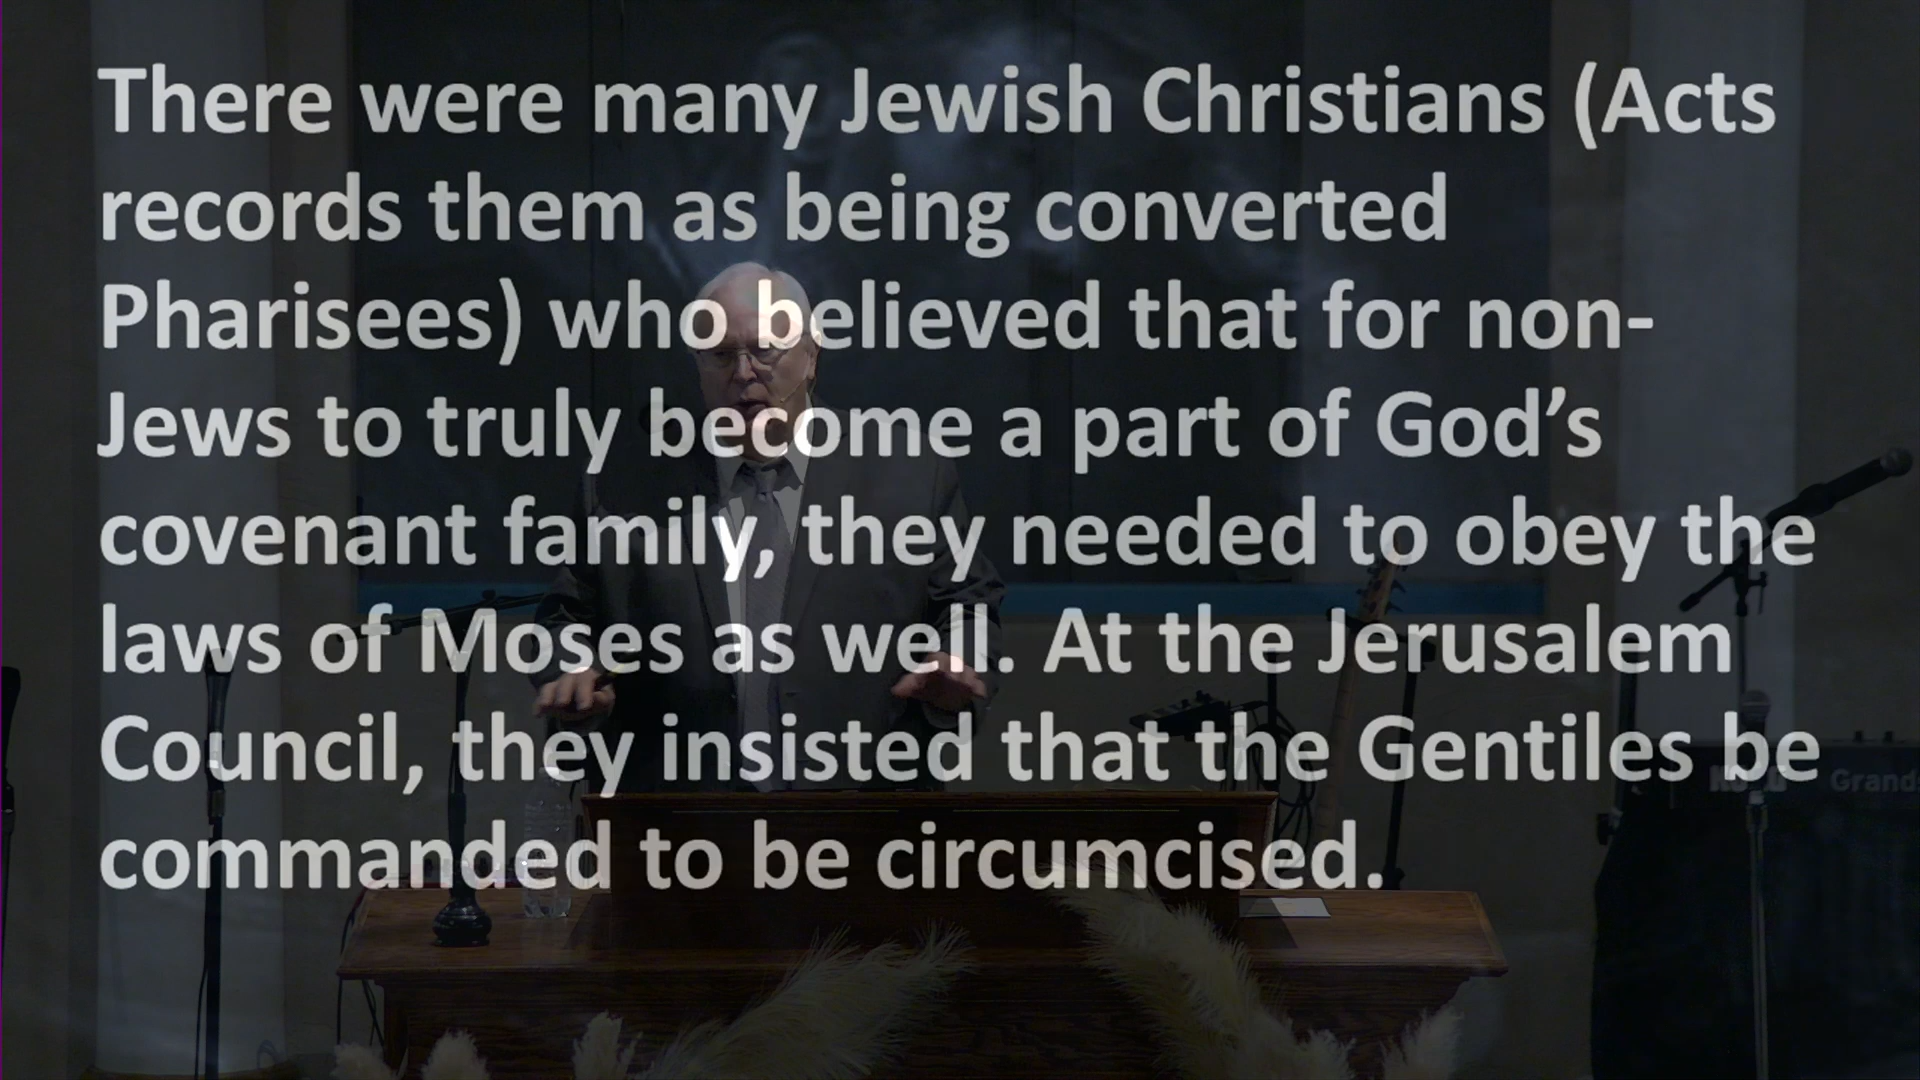 There were many Jewish Christians (Acts
records them as being converted
Pharisees) who believed that for non-
Jews to truly become a part of God’s
covenant family, they needed to obey the
laws of Moses as well. At the Jerusalem
Council, they insisted that the Gentiles be
commanded to be circumcised.
Grand